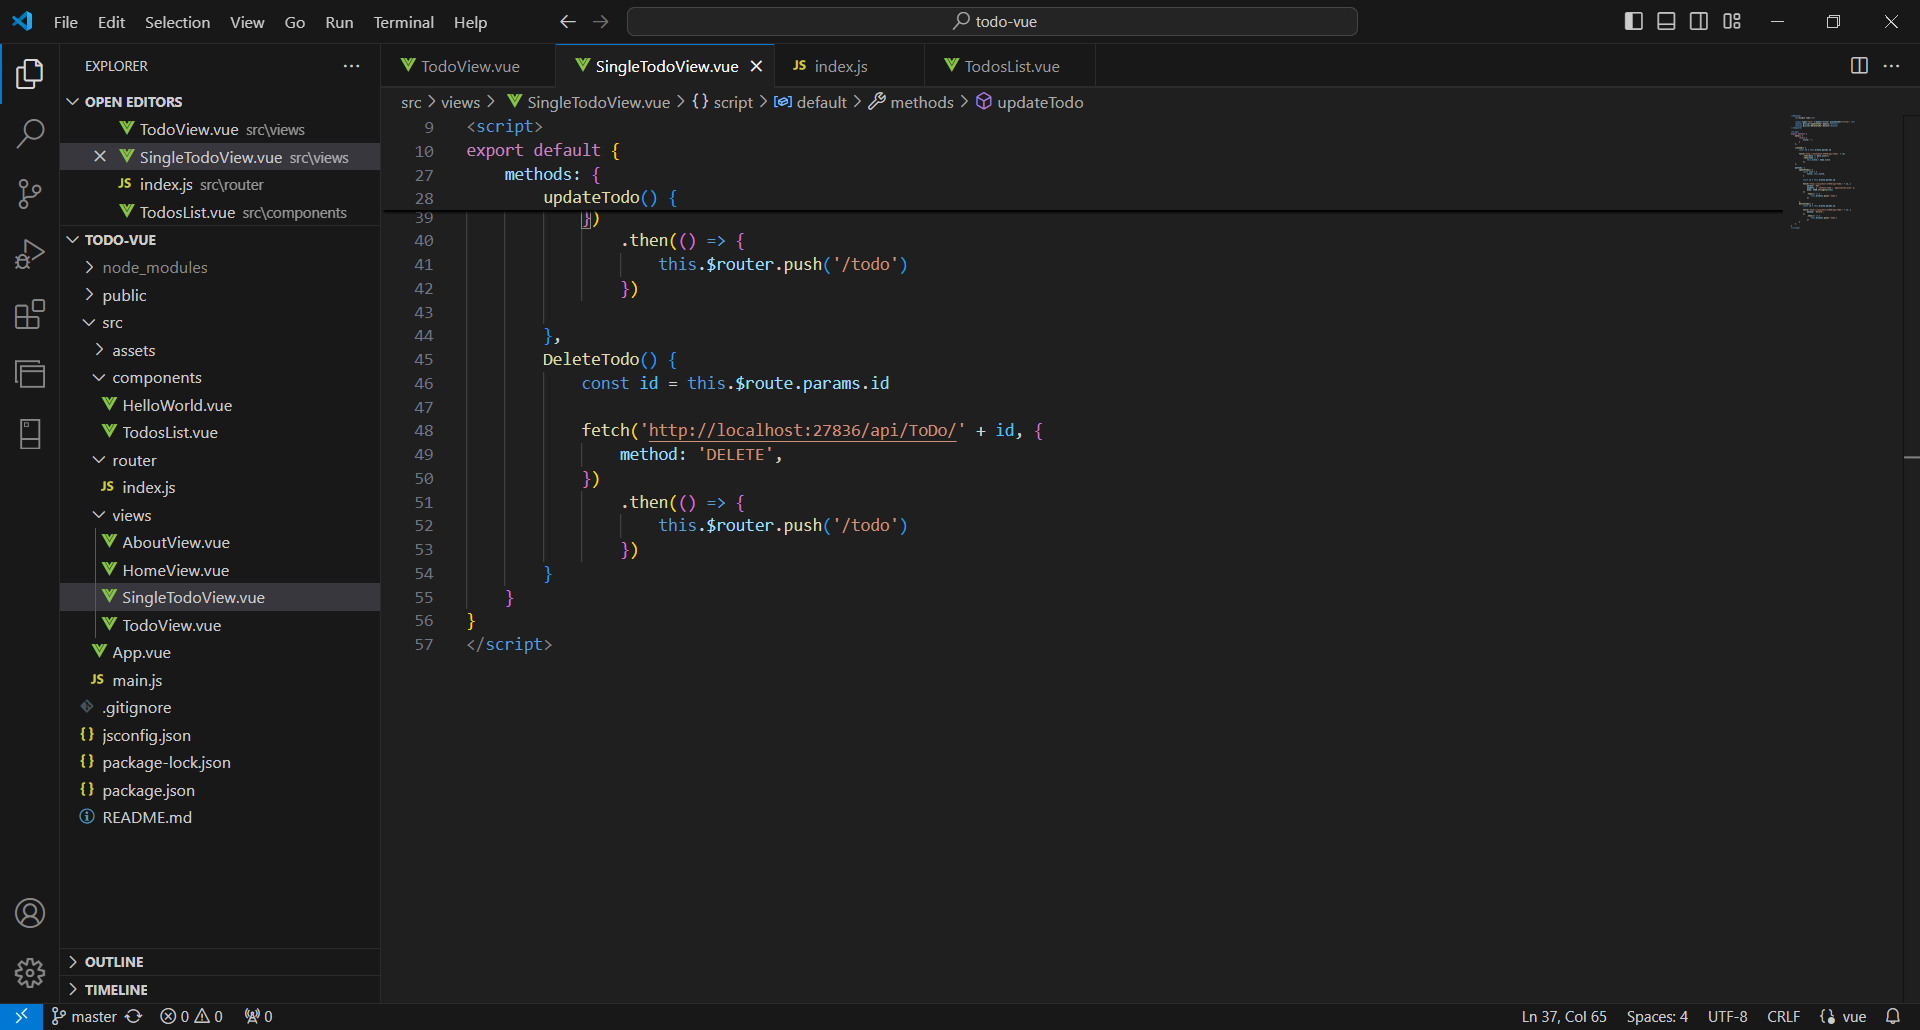 File Edit Selection View Go Run Terminal Help
todo-vue
EXPLORER
OPEN EDITORS
TodoView.vue src\views
SingleTodoView.vue src\views
JS index.js src\router
TodosList.vue src\components
TODO-VUE
node_modules
public
src
assets
components
HelloWorld.vue
TodosList.vue
router
JS index.js
views
AboutView.vue
HomeView.vue
SingleTodoView.vue
TodoView.vue
App.vue
JS main.js
.gitignore
{} jsconfig.json
{} package-lock.json
{} package.json
README.md
OUTLINE
TIMELINE
TodoView.vue SingleTodoView.vue JS index.js TodosList.vue
src > views > SingleTodoView.vue > {} script > default > methods > updateTodo
9 <script>
10 export default {
27 methods: {
28 updateTodo() {
39 })
40 .then(() => {
41 this.$router.push('/todo')
42 })
43
44 },
45 DeleteTodo() {
46 const id = this.$route.params.id
47
48 fetch('http://localhost:27836/api/ToDo/' + id, {
49 method: 'DELETE',
50 })
51 .then(() => {
52 this.$router.push('/todo')
53 })
54 }
55 }
56 }
57 </script>
master 0 0 0 Ln 37, Col 65 Spaces: 4 UTF-8 CRLF vue